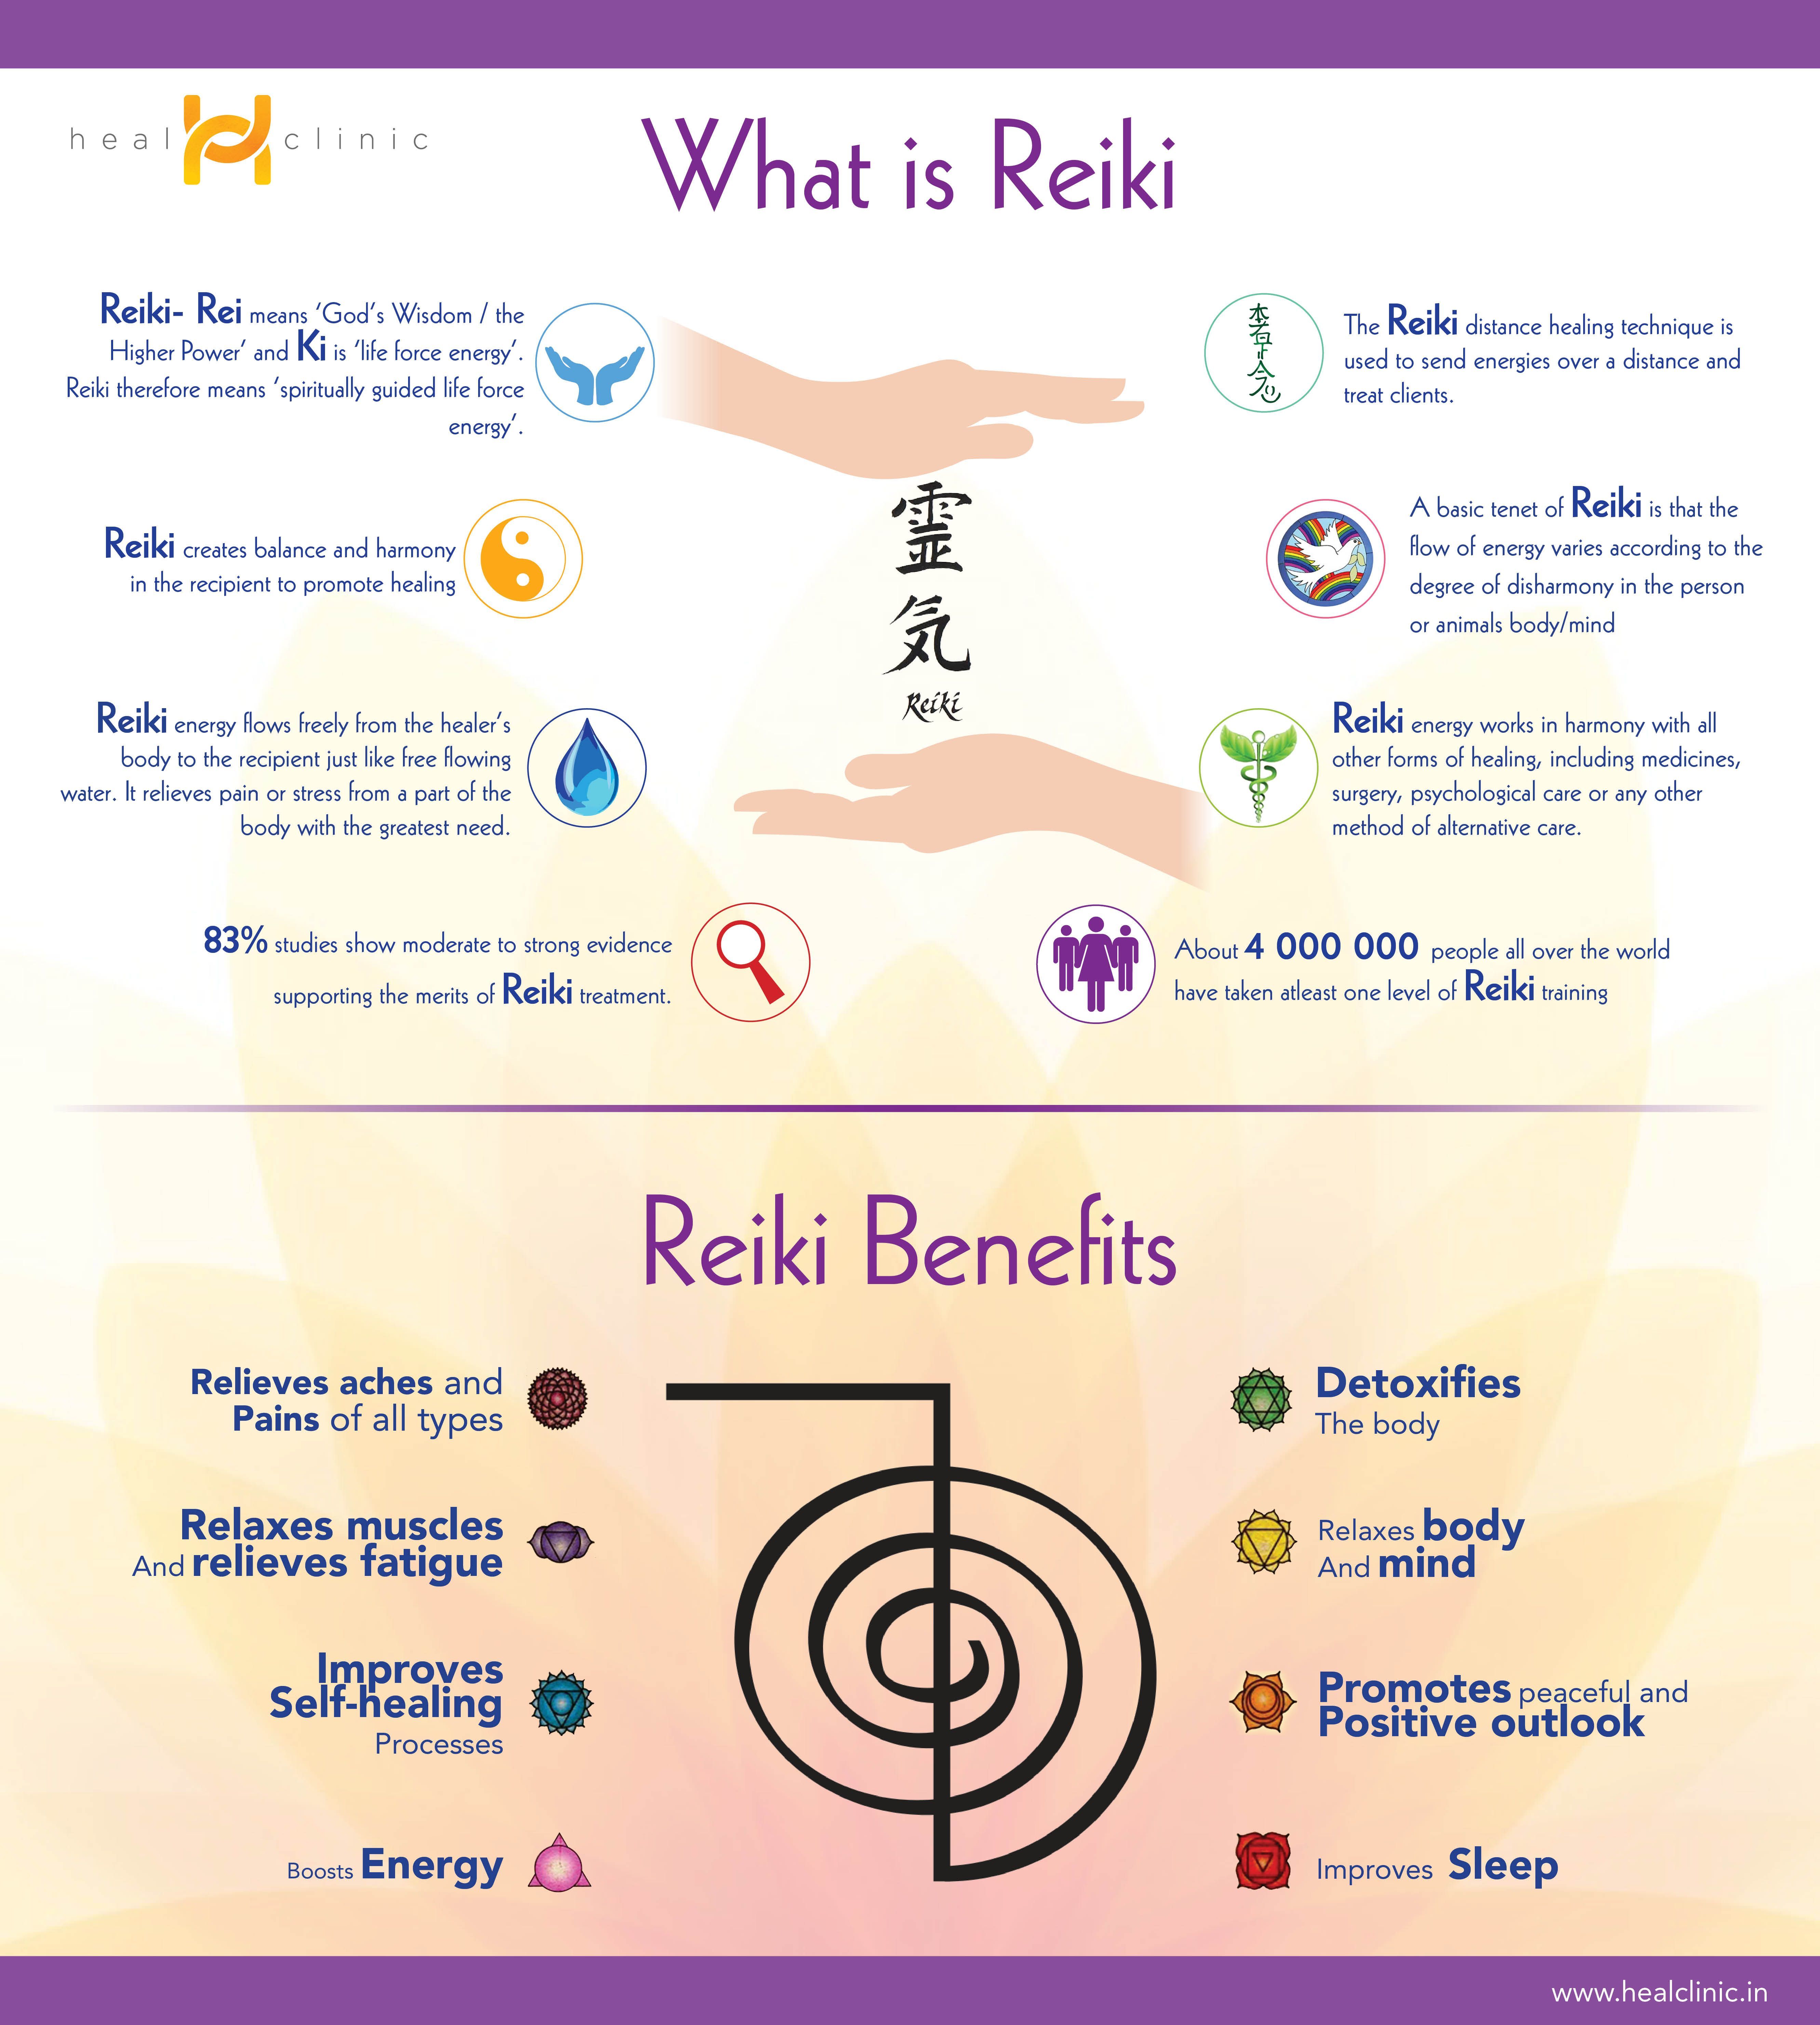 heal clinic
What is Reiki
Reiki- Rei means ‘God’s Wisdom / the
Higher Power’ and Ki is ‘life force energy’.
Reiki therefore means ‘spiritually guided life force
energy’.
The Reiki distance healing technique is
used to send energies over a distance and
treat clients.
Reiki creates balance and harmony
in the recipient to promote healing
A basic tenet of Reiki is that the
flow of energy varies according to the
degree of disharmony in the person
or animals body/mind
霊
気
Reiki
Reiki energy flows freely from the healer’s
body to the recipient just like free flowing
water. It relieves pain or stress from a part of the
body with the greatest need.
Reiki energy works in harmony with all
other forms of healing, including medicines,
surgery, psychological care or any other
method of alternative care.
83% studies show moderate to strong evidence
supporting the merits of Reiki treatment.
About 4 000 000 people all over the world
have taken atleast one level of Reiki training
Reiki Benefits
Relieves aches and
Pains of all types
Detoxifies
The body
Relaxes muscles
And relieves fatigue
Relaxes body
And mind
Improves
Self-healing
Processes
Promotes peaceful and
Positive outlook
Boosts Energy
Improves Sleep
www.healclinic.in